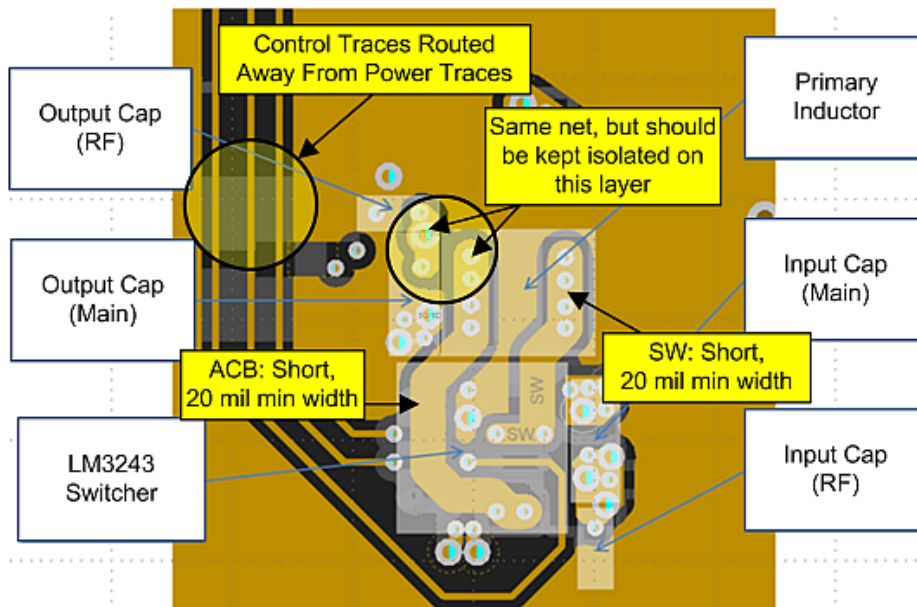 Control Traces Routed
Away From Power Traces
Output Cap
(RF)
Primary
Inductor
Same net, but should
be kept isolated on
this layer
Output Cap
(Main)
Input Cap
(Main)
ACB: Short,
20 mil min width
SW: Short,
20 mil min width
SW
SW
LM3243
Switcher
Input Cap
(RF)